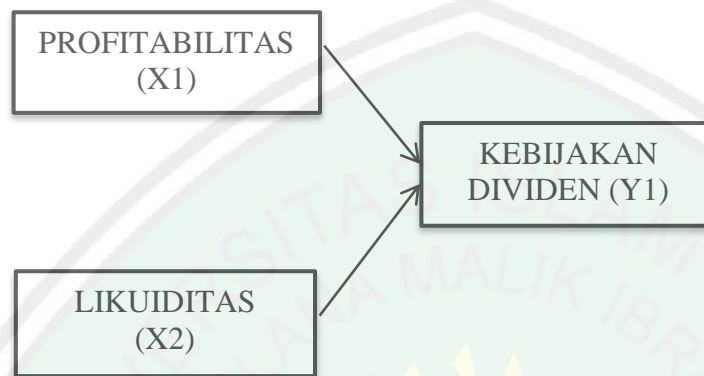 PROFITABILITAS
(X1)
KEBIJAKAN
DIVIDEN (Y1)
LIKUIDITAS
(X2)